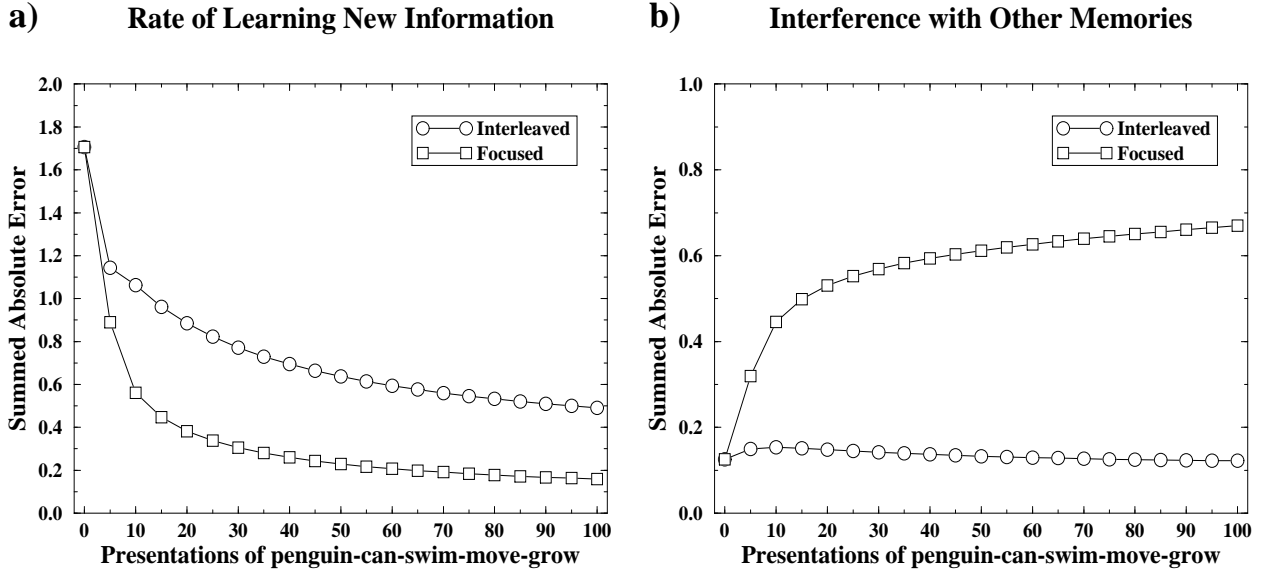 a) Rate of Learning New Information
2.0
1.8
1.6
1.4
1.2
1.0
0.8
0.6
0.4
0.2
0.0
Summed Absolute Error
Interleaved
Focused
0 10 20 30 40 50 60 70 80 90 100
Presentations of penguin-can-swim-move-grow
b) Interference with Other Memories
1.0
0.8
0.6
0.4
0.2
0.0
Summed Absolute Error
Interleaved
Focused
0 10 20 30 40 50 60 70 80 90 100
Presentations of penguin-can-swim-move-grow